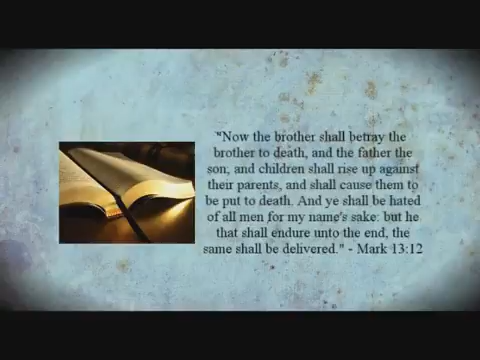 "Now the brother shall betray the
brother to death, and the father the
son, and children shall rise up against
their parents, and shall cause them to
be put to death. And ye shall be hated
of all men for my name's sake: but he
that shall endure unto the end, the
same shall be delivered." - Mark 13:12